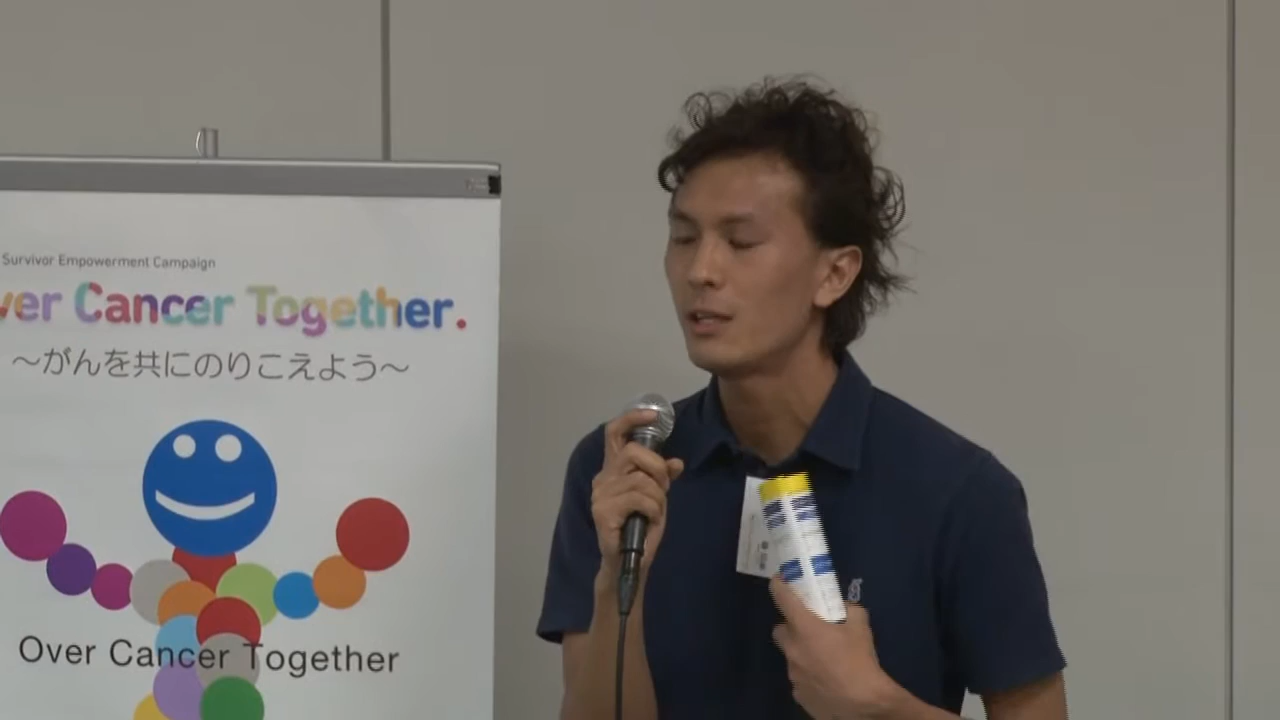 Survivor Empowerment Campaign
ver Cancer Together.
～がんを共にのりこえよう～
Over Cancer Together